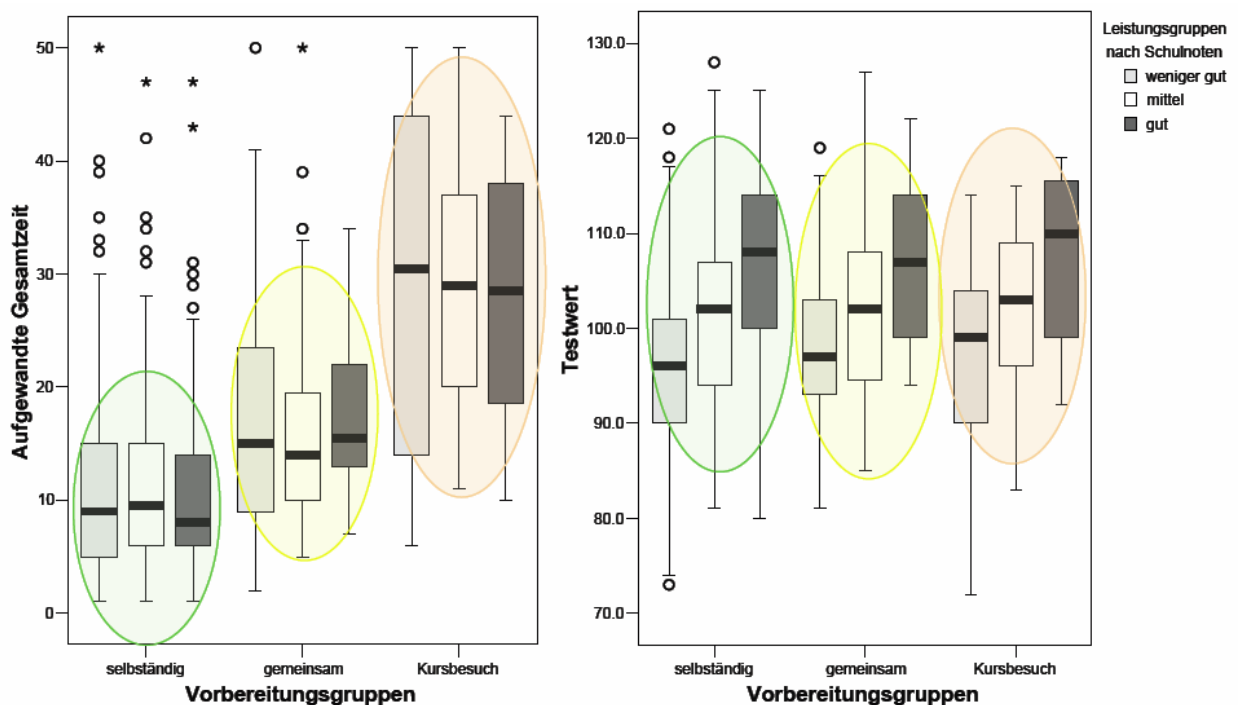 Aufgewandte Gesamtzeit
50
40
30
20
10
0
selbständig
gemeinsam
Kursbesuch
Vorbereitungsgruppen
Testwert
130.0
120.0
110.0
100.0
90.0
80.0
70.0
selbständig
gemeinsam
Kursbesuch
Vorbereitungsgruppen
Leistungsgruppen
nach Schulnoten
weniger gut
mittel
gut